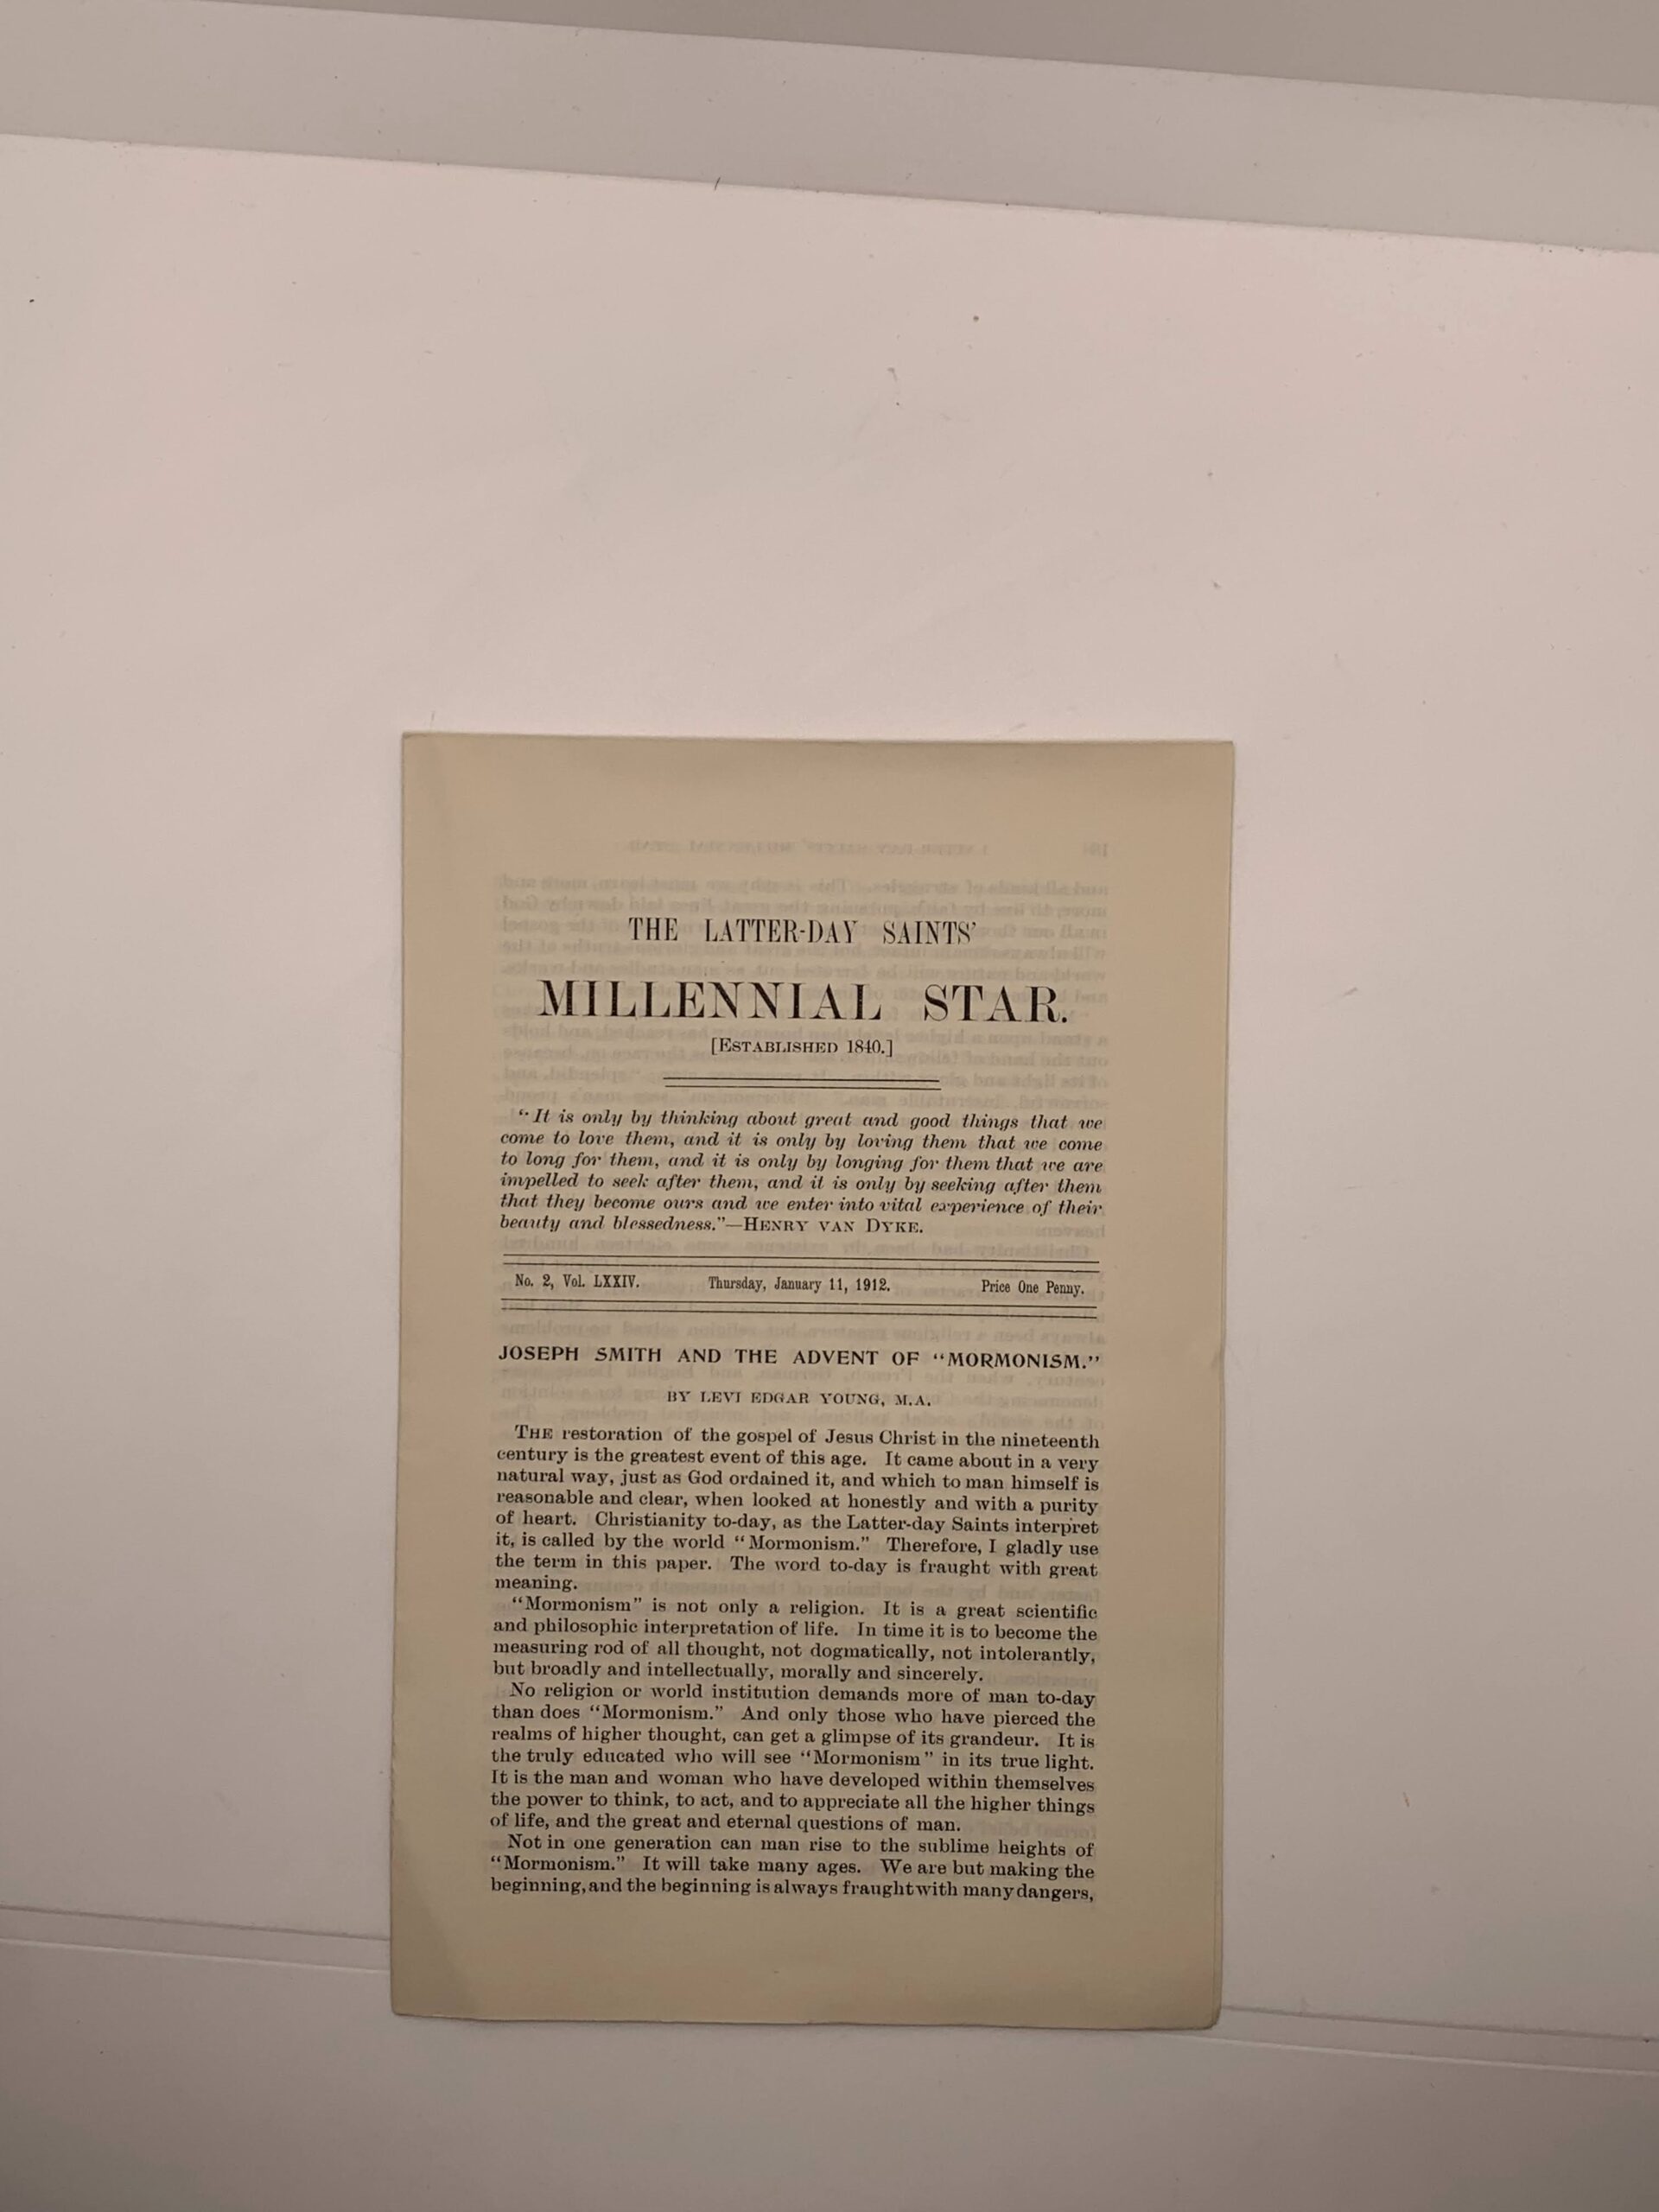 THE LATTER-DAY SAINTS'
MILLENNIAL STAR.
[ESTABLISHED 1840.]
"It is only by thinking about great and good things that we
come to love them, and it is only by loving them that we come
to long for them, and it is only by longing for them that we are
impelled to seek after them, and it is only by seeking after them
that they become ours and we enter into vital experience of their
beauty and blessedness."—HENRY VAN DYKE.
No. 2, Vol. LXXIV. Thursday, January 11, 1912. Price One Penny.
JOSEPH SMITH AND THE ADVENT OF "MORMONISM."
BY LEVI EDGAR YOUNG, M.A.
THE restoration of the gospel of Jesus Christ in the nineteenth
century is the greatest event of this age. It came about in a very
natural way, just as God ordained it, and which to man himself is
reasonable and clear, when looked at honestly and with a purity
of heart. Christianity to-day, as the Latter-day Saints interpret
it, is called by the world "Mormonism." Therefore, I gladly use
the term in this paper. The word to-day is fraught with great
meaning.
"Mormonism" is not only a religion. It is a great scientific
and philosophic interpretation of life. In time it is to become the
measuring rod of all thought, not dogmatically, not intolerantly,
but broadly and intellectually, morally and sincerely.
No religion or world institution demands more of man to-day
than does "Mormonism." And only those who have pierced the
realms of higher thought, can get a glimpse of its grandeur. It is
the truly educated who will see "Mormonism" in its true light.
It is the man and woman who have developed within themselves
the power to think, to act, and to appreciate all the higher things
of life, and the great and eternal questions of man.
Not in one generation can man rise to the sublime heights of
"Mormonism." It will take many ages. We are but making the
beginning, and the beginning is always fraught with many dangers,